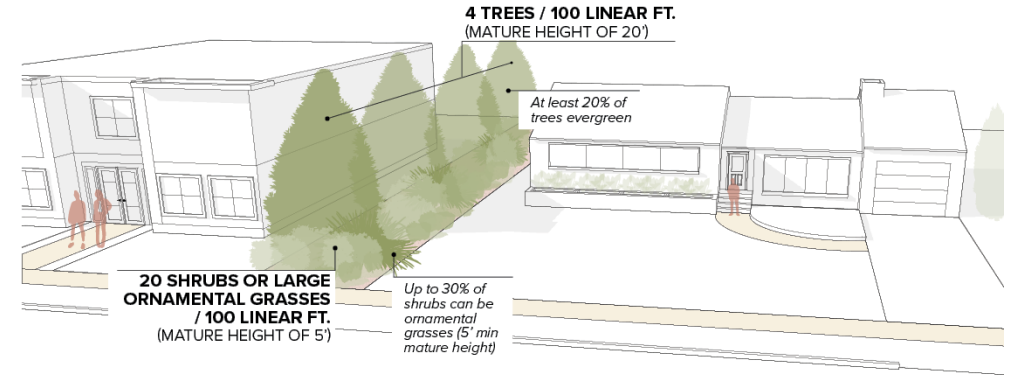 4 TREES / 100 LINEAR FT.
(MATURE HEIGHT OF 20')
At least 20% of
trees evergreen
20 SHRUBS OR LARGE
ORNAMENTAL GRASSES
/ 100 LINEAR FT.
(MATURE HEIGHT OF 5')
Up to 30% of
shrubs can be
ornamental
grasses (5' min
mature height)